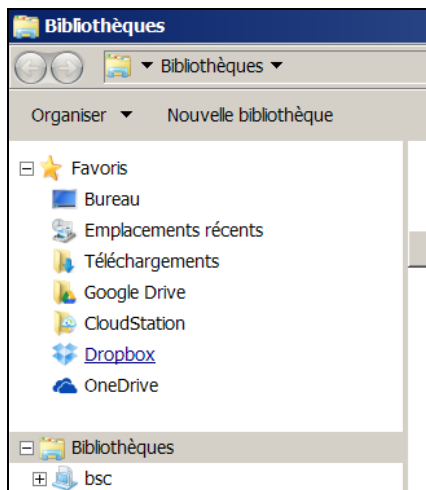 Bibliothèques
Bibliothèques
Organiser Nouvelle bibliothèque
Favoris
Bureau
Emplacements récents
Téléchargements
Google Drive
CloudStation
Dropbox
OneDrive
Bibliothèques
bsc